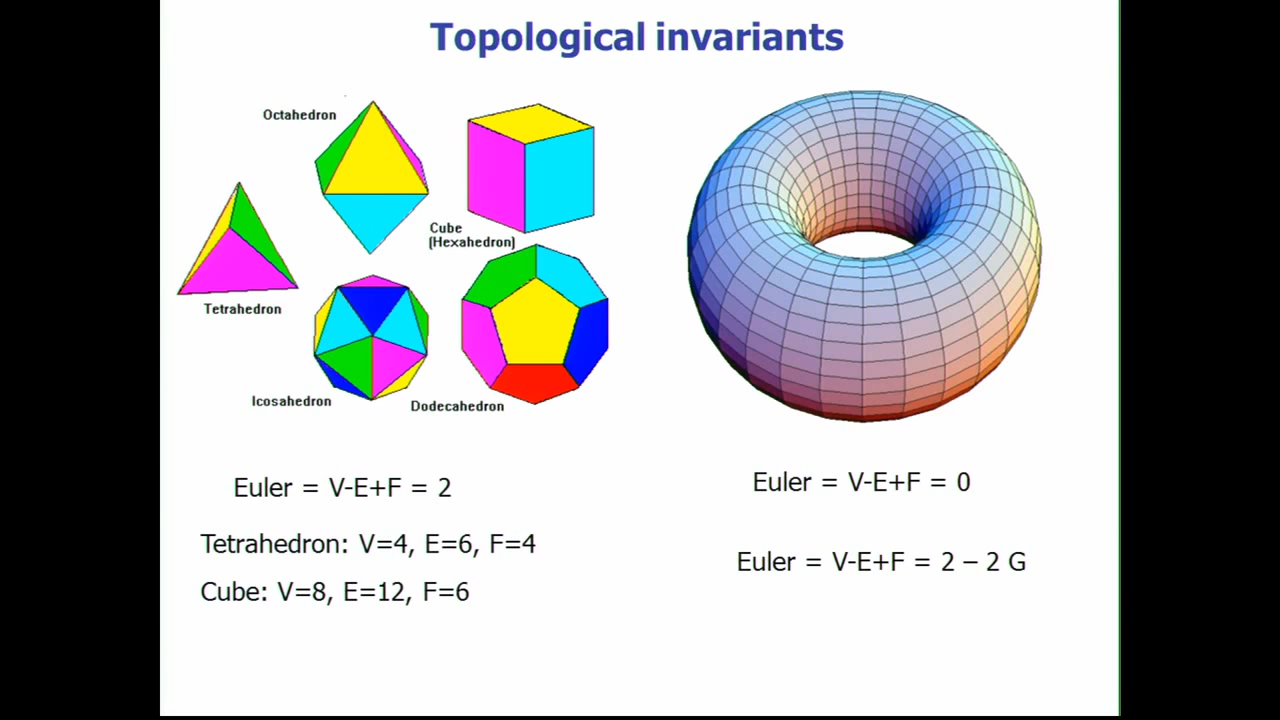 Topological invariants
Octahedron
Cube
(Hexahedron)
Tetrahedron
Icosahedron
Dodecahedron
Euler = V-E+F = 2
Tetrahedron: V=4, E=6, F=4
Cube: V=8, E=12, F=6
Euler = V-E+F = 0
Euler = V-E+F = 2 – 2 G